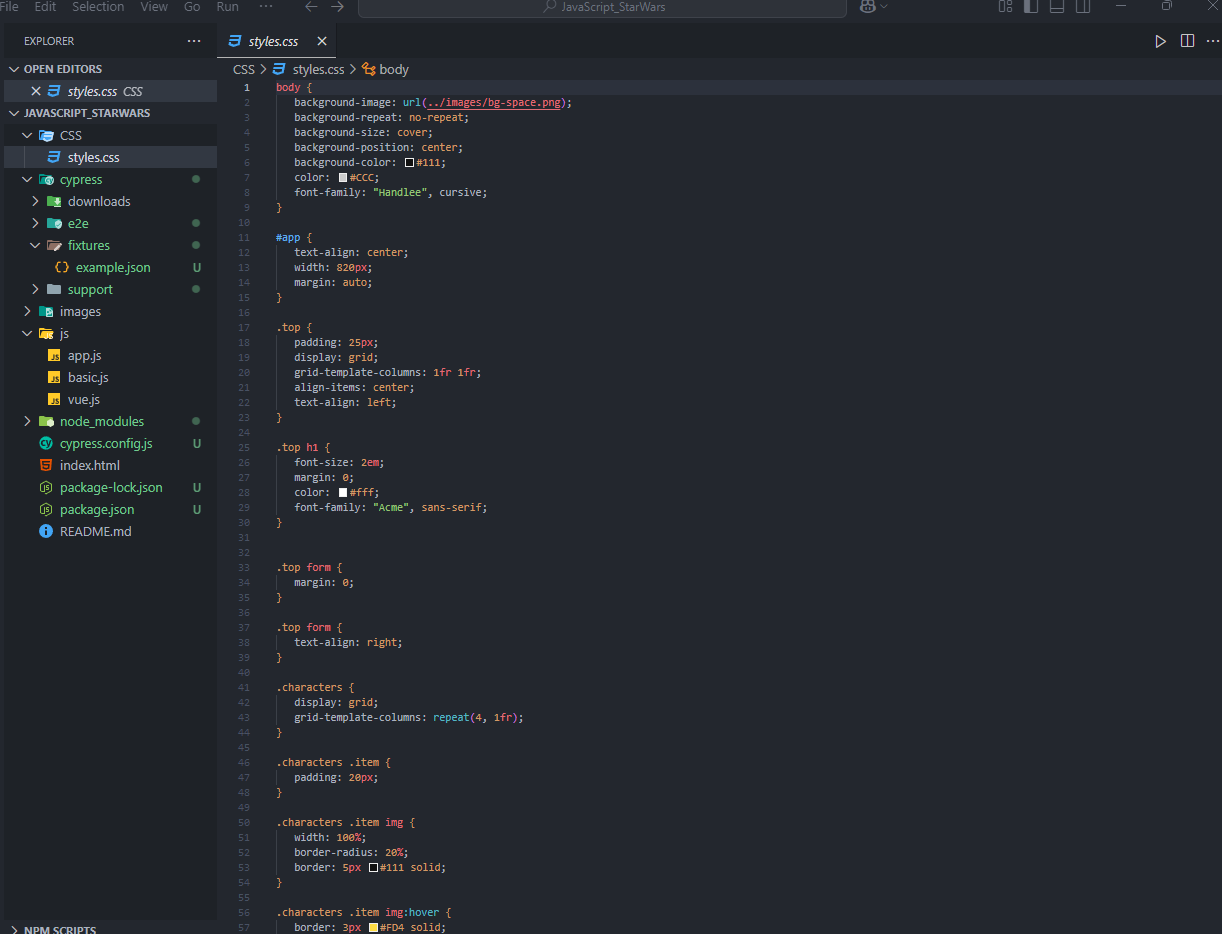 File Edit Selection View Go Run ··· JavaScript_StarWars
EXPLORER ···
OPEN EDITORS
styles.css CSS
JAVASCRIPT_STARWARS
CSS
styles.css
cypress
downloads
e2e
fixtures
example.json U
support
images
js
app.js
basic.js
vue.js
node_modules
cypress.config.js U
index.html
package-lock.json U
package.json U
README.md
NPM SCRIPTS
styles.css
CSS > styles.css > body
1 body {
2 background-image: url(../images/bg-space.png);
3 background-repeat: no-repeat;
4 background-size: cover;
5 background-position: center;
6 background-color: #111;
7 color: #CCC;
8 font-family: "Handlee", cursive;
9 }
10
11 #app {
12 text-align: center;
13 width: 820px;
14 margin: auto;
15 }
16
17 .top {
18 padding: 25px;
19 display: grid;
20 grid-template-columns: 1fr 1fr;
21 align-items: center;
22 text-align: left;
23 }
24
25 .top h1 {
26 font-size: 2em;
27 margin: 0;
28 color: #fff;
29 font-family: "Acme", sans-serif;
30 }
31
32
33 .top form {
34 margin: 0;
35 }
36
37 .top form {
38 text-align: right;
39 }
40
41 .characters {
42 display: grid;
43 grid-template-columns: repeat(4, 1fr);
44 }
45
46 .characters .item {
47 padding: 20px;
48 }
49
50 .characters .item img {
51 width: 100%;
52 border-radius: 20%;
53 border: 5px #111 solid;
54 }
55
56 .characters .item img:hover {
57 border: 3px #FD4 solid;